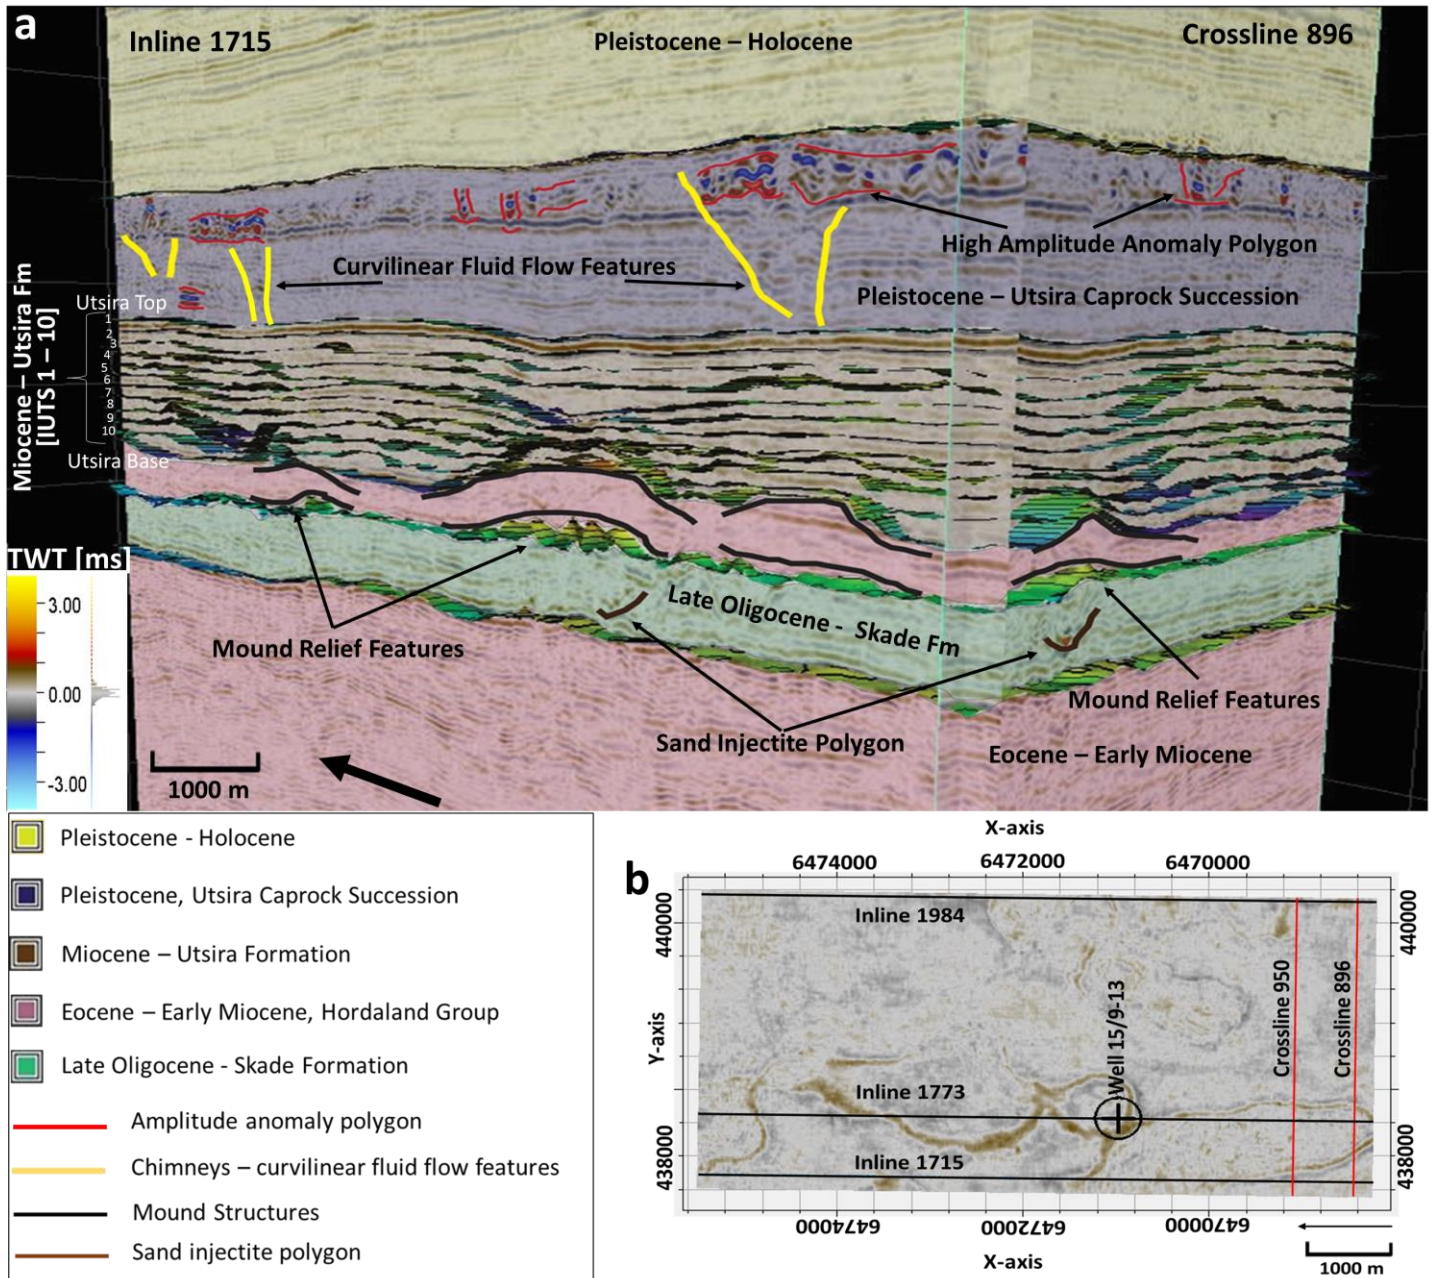 a
Inline 1715
Pleistocene – Holocene
Crossline 896
High Amplitude Anomaly Polygon
Curvilinear Fluid Flow Features
Pleistocene – Utsira Caprock Succession
Miocene – Utsira Fm
[IUTS 1 – 10]
Utsira Top
1
2
3
4
5
6
7
8
9
10
Utsira Base
TWT [ms]
3.00
0.00
-3.00
Late Oligocene - Skade Fm
Mound Relief Features
Mound Relief Features
Sand Injectite Polygon
Eocene – Early Miocene
1000 m
Pleistocene - Holocene
Pleistocene, Utsira Caprock Succession
Miocene – Utsira Formation
Eocene – Early Miocene, Hordaland Group
Late Oligocene - Skade Formation
Amplitude anomaly polygon
Chimneys – curvilinear fluid flow features
Mound Structures
Sand injectite polygon
b
X-axis
6474000 6472000 6470000
440000
440000
Inline 1984
Y-axis
Well 15/9-13
Crossline 950
Crossline 896
Inline 1773
438000
438000
Inline 1715
6474000 6472000 6470000
X-axis
1000 m